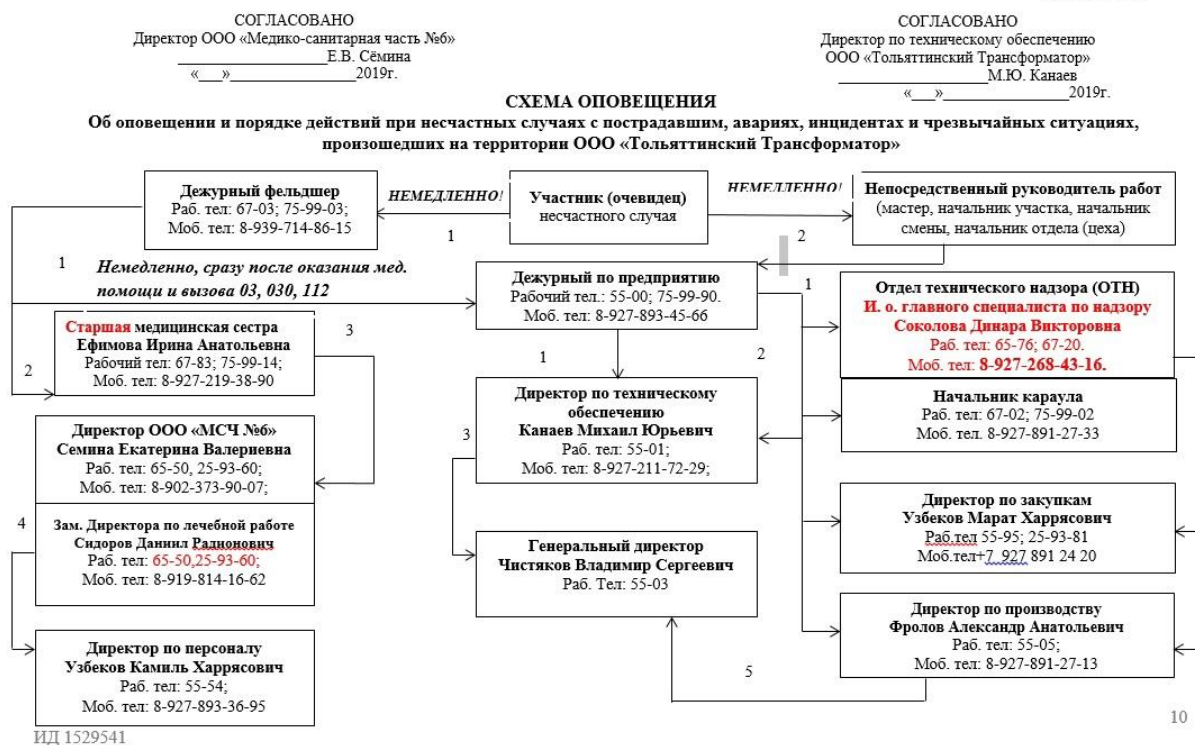 СОГЛАСОВАНО
Директор ООО «Медико-санитарная часть №6»
____________________Е.В. Сёмина
«___»_________________2019г.
СОГЛАСОВАНО
Директор по техническому обеспечению
ООО «Тольяттинский Трансформатор»
____________________М.Ю. Канаев
«___»_________________2019г.
СХЕМА ОПОВЕЩЕНИЯ
Об оповещении и порядке действий при несчастных случаях с пострадавшим, авариях, инцидентах и чрезвычайных ситуациях,
произошедших на территории ООО «Тольяттинский Трансформатор»
Дежурный фельдшер
Раб. тел: 67-03; 75-99-03;
Моб. тел: 8-939-714-86-15
НЕМЕДЛЕННО!
1
Участник (очевидец)
несчастного случая
НЕМЕДЛЕННО!
2
Непосредственный руководитель работ
(мастер, начальник участка, начальник
смены, начальник отдела (цеха)
1
Немедленно, сразу после оказания мед.
помощи и вызова 03, 030, 112
Дежурный по предприятию
Рабочий тел.: 55-00; 75-99-90.
Моб. тел: 8-927-893-45-66
1
Отдел технического надзора (ОТН)
И. о. главного специалиста по надзору
Соколова Динара Викторовна
Раб. тел: 65-76; 67-20.
Моб. тел: 8-927-268-43-16.
2
Старшая медицинская сестра
Ефимова Ирина Анатольевна
Рабочий тел: 67-83; 75-99-14;
Моб. тел: 8-927-219-38-90
3
1
2
Директор по техническому
обеспечению
Канаев Михаил Юрьевич
Раб. тел: 55-01;
Моб. тел: 8-927-211-72-29;
Начальник караула
Раб. тел: 67-02; 75-99-02
Моб. тел. 8-927-891-27-33
Директор ООО «МСЧ №6»
Семина Екатерина Валериевна
Раб. тел: 65-50, 25-93-60;
Моб. тел: 8-902-373-90-07;
3
4
Зам. Директора по лечебной работе
Сидоров Даниил Радионович
Раб. тел: 65-50,25-93-60;
Моб. тел: 8-919-814-16-62
Генеральный директор
Чистяков Владимир Сергеевич
Раб. Тел: 55-03
Директор по закупкам
Узбеков Марат Харрясович
Раб.тел 55-95; 25-93-81
Моб.тел+7 927 891 24 20
Директор по персоналу
Узбеков Камиль Харрясович
Раб. тел: 55-54;
Моб. тел: 8-927-893-36-95
5
Директор по производству
Фролов Александр Анатольевич
Раб. тел: 55-05;
Моб. тел: 8-927-891-27-13
10
ИД 1529541